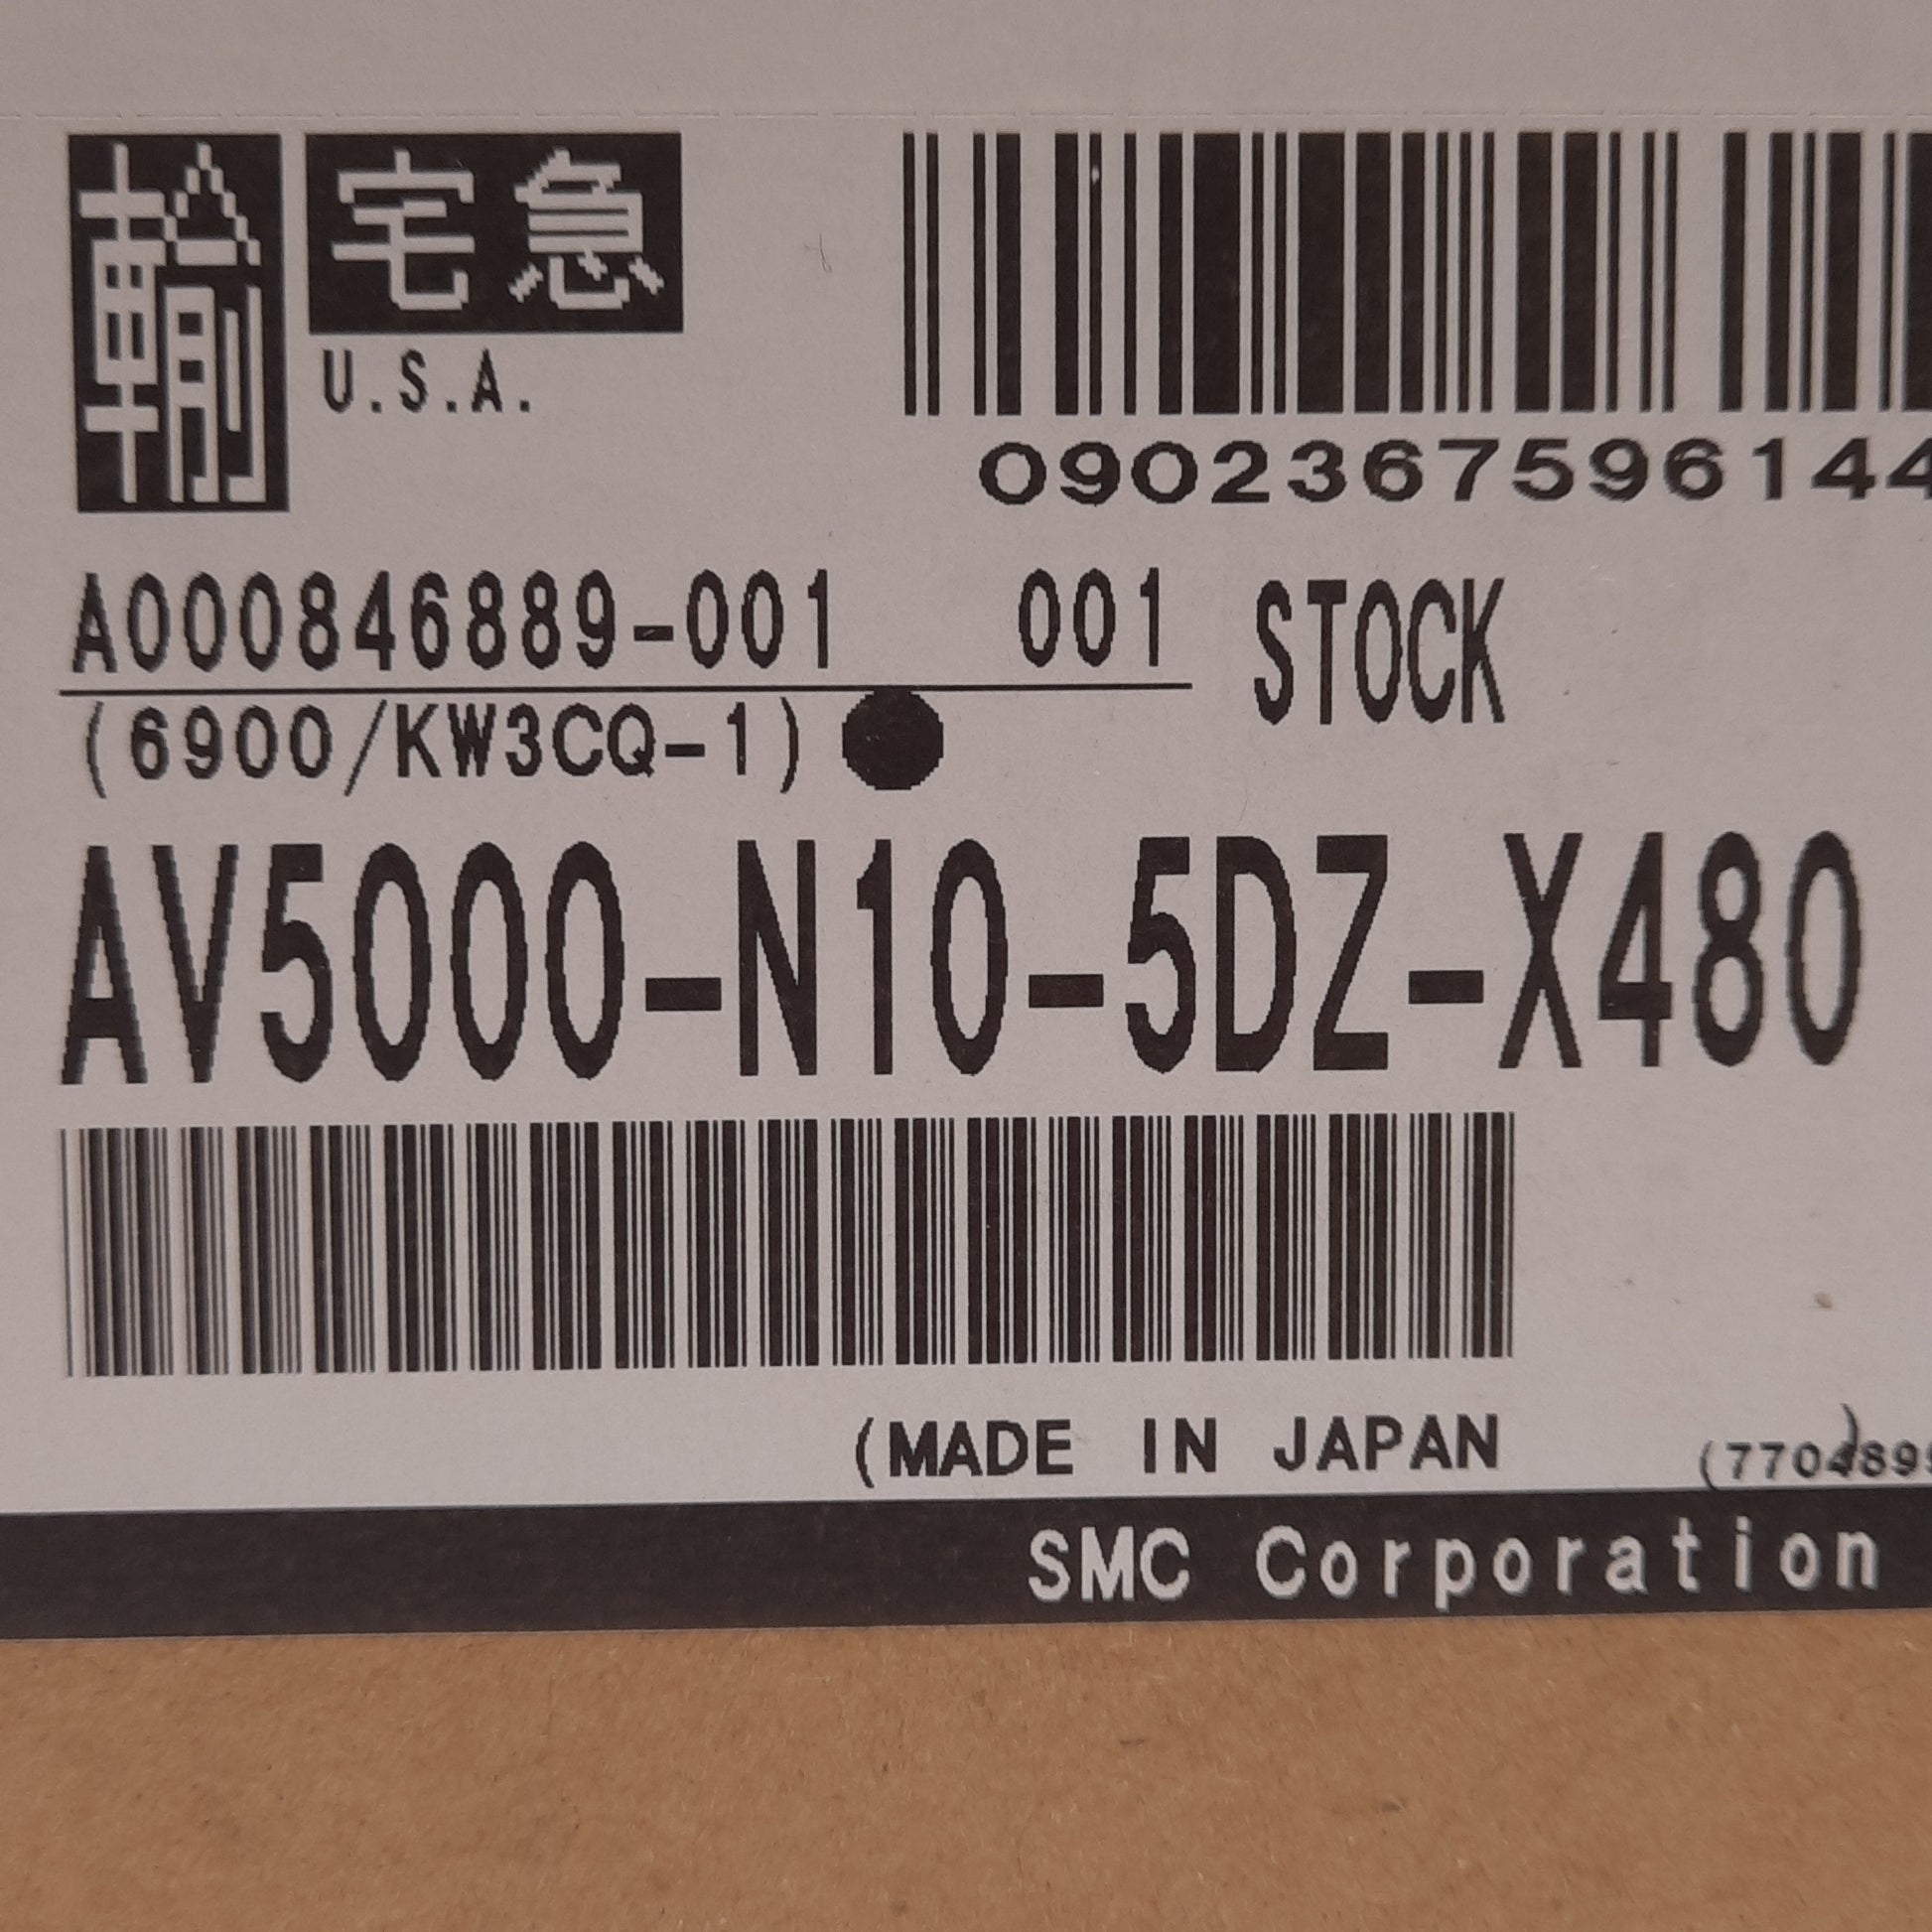 輸 宅急
U.S.A.
090236759614
A000846889-001 001 STOCK
(6900/KW3CQ-1)●
AV5000-N10-5DZ-X480
(MADE IN JAPAN )
SMC Corporation